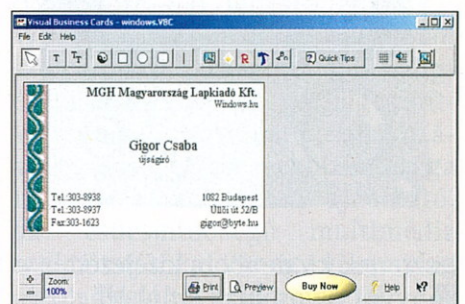 Visual Business Cards - windows.VBC
File Edit Help
T TT R Quick Tips
MGH Magyarország Lapkiadó Kft.
Windows.hu
Gigor Csaba
újságíró
Tel.:303-8938 1082 Budapest
Tel.:303-8937 Üllői út 52/B
Fax:303-1623 gigor@byte.hu
Zoom:
100%
Print Preview Buy Now Help